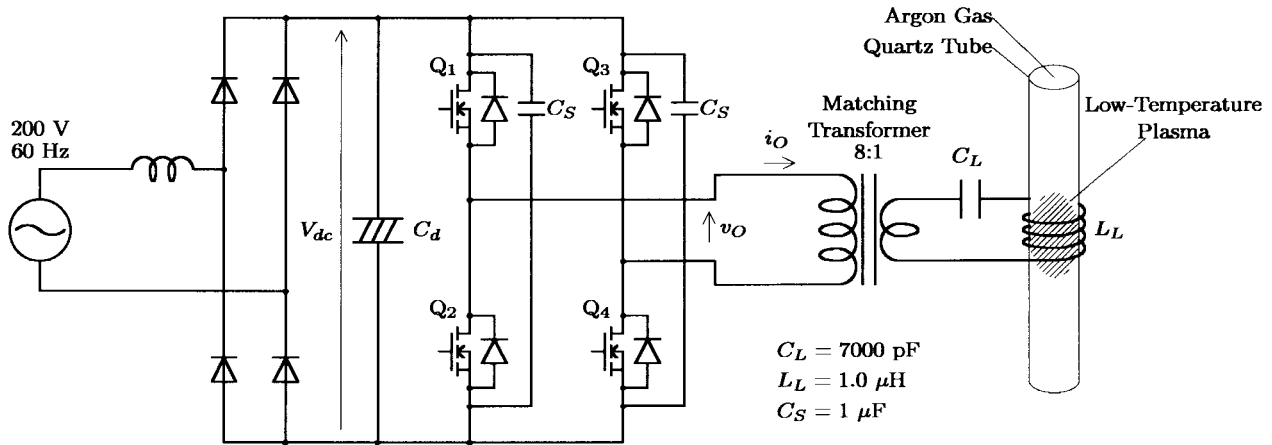 Argon Gas
Quartz Tube
Low-Temperature
Plasma
Matching
Transformer
8:1
200 V
60 Hz
Q1
Q3
CS
CS
iO
CL
Vdc
Cd
vO
LL
Q2
Q4
CL = 7000 pF
LL = 1.0 μH
CS = 1 μF